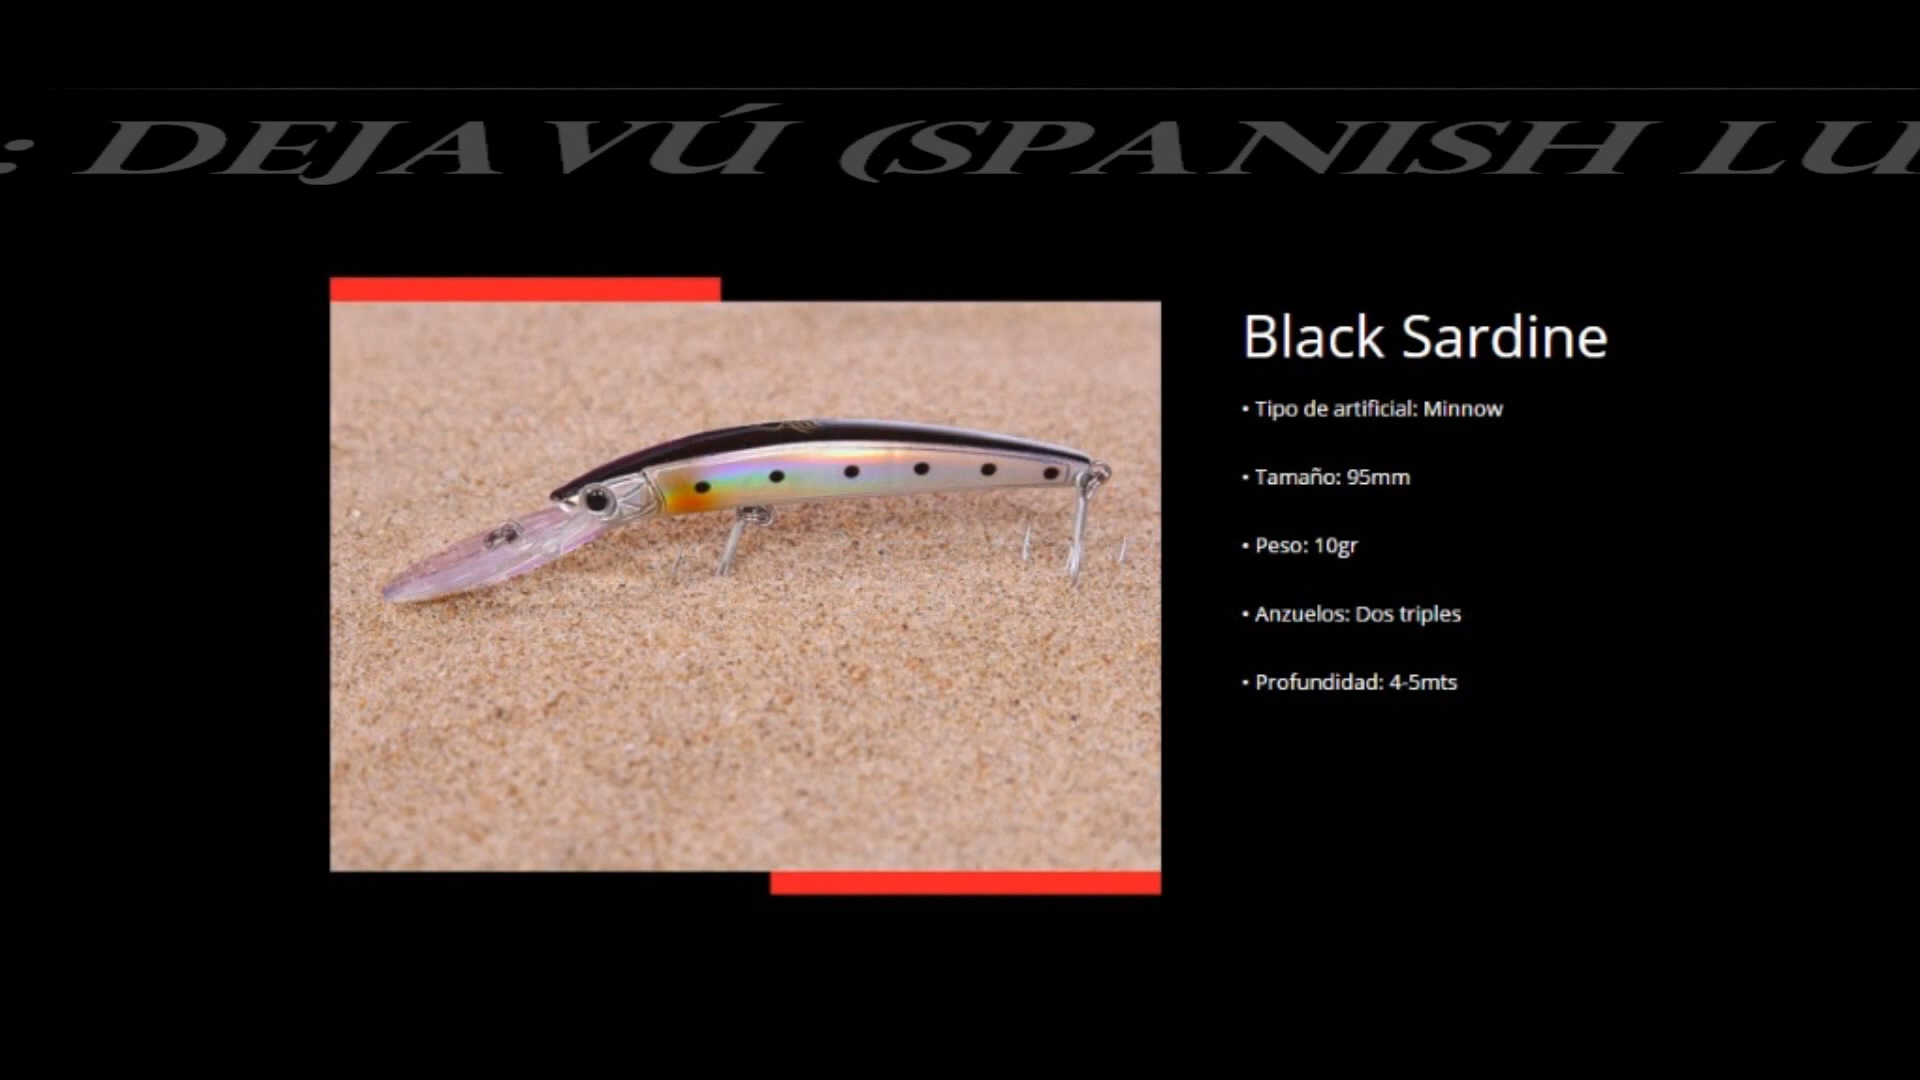 : DEJA VÚ (SPANISH
Black Sardine
• Tipo de artificial: Minnow
• Tamaño: 95mm
• Peso: 10gr
• Anzuelos: Dos triples
• Profundidad: 4-5mts